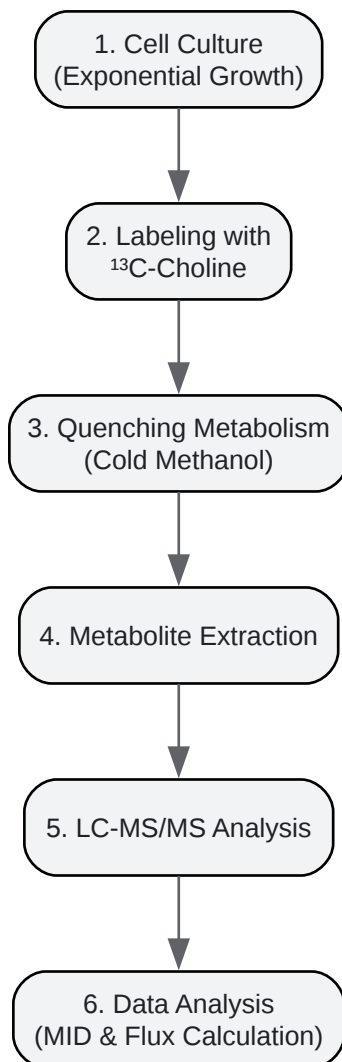 1. Cell Culture
(Exponential Growth)
2. Labeling with
¹³C-Choline
3. Quenching Metabolism
(Cold Methanol)
4. Metabolite Extraction
5. LC-MS/MS Analysis
6. Data Analysis
(MID & Flux Calculation)